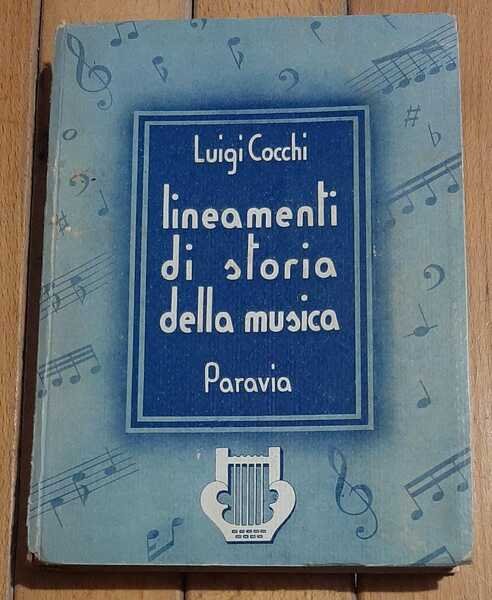 Luigi Cocchi
lineamenti
di storia
della musica
Paravia